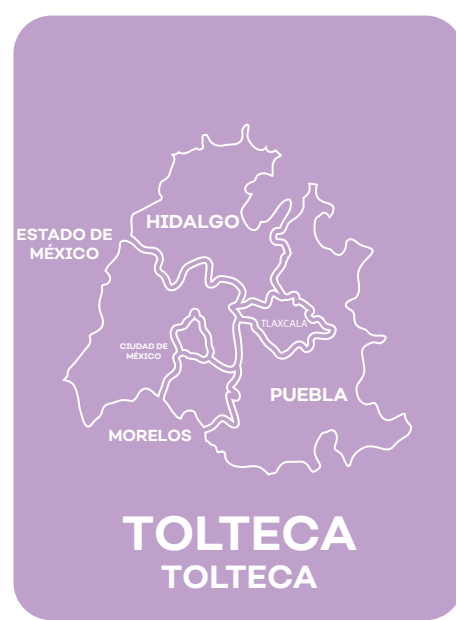 HIDALGO
ESTADO DE
MÉXICO
TLAXCALA
CIUDAD DE
MÉXICO
PUEBLA
MORELOS
TOLTECA
TOLTECA